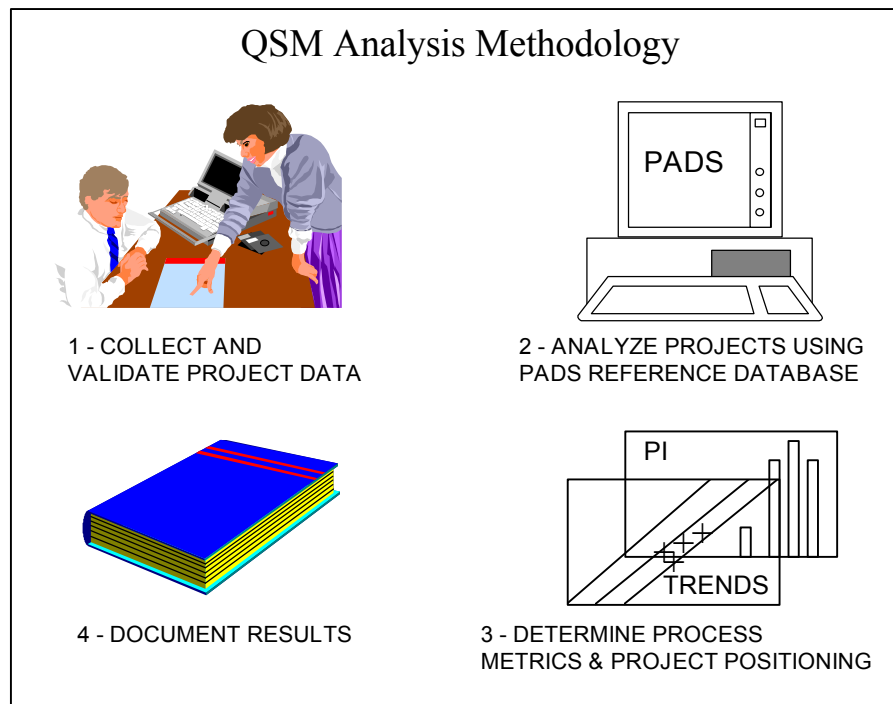 QSM Analysis Methodology
PADS
1 - COLLECT AND
VALIDATE PROJECT DATA
2 - ANALYZE PROJECTS USING
PADS REFERENCE DATABASE
PI
TRENDS
3 - DETERMINE PROCESS
METRICS & PROJECT POSITIONING
4 - DOCUMENT RESULTS